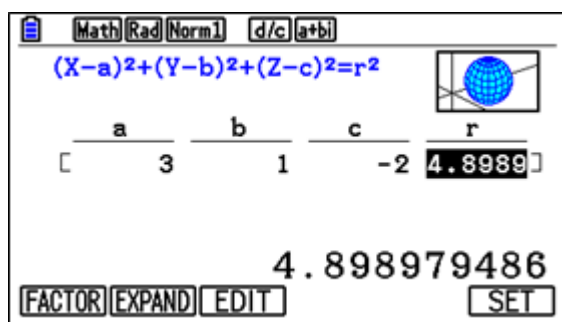 Math Rad Norm1 d/c a+bi
(X-a)²+(Y-b)²+(Z-c)²=r²
a b c r
[ 3 1 -2 4.8989]
4.898979486
FACTOR EXPAND EDIT SET